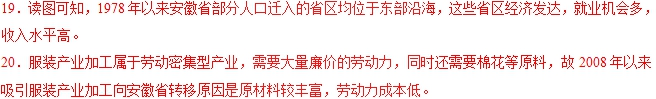 19．读图可知，1978年以来安徽省部分人口迁入的省区均位于东部沿海，这些省区经济发达，就业机会多，
收入水平高。
20．服装产业加工属于劳动密集型产业，需要大量廉价的劳动力，同时还需要棉花等原料，故2008年以来
吸引服装产业加工向安徽省转移原因是原材料较丰富，劳动力成本低。